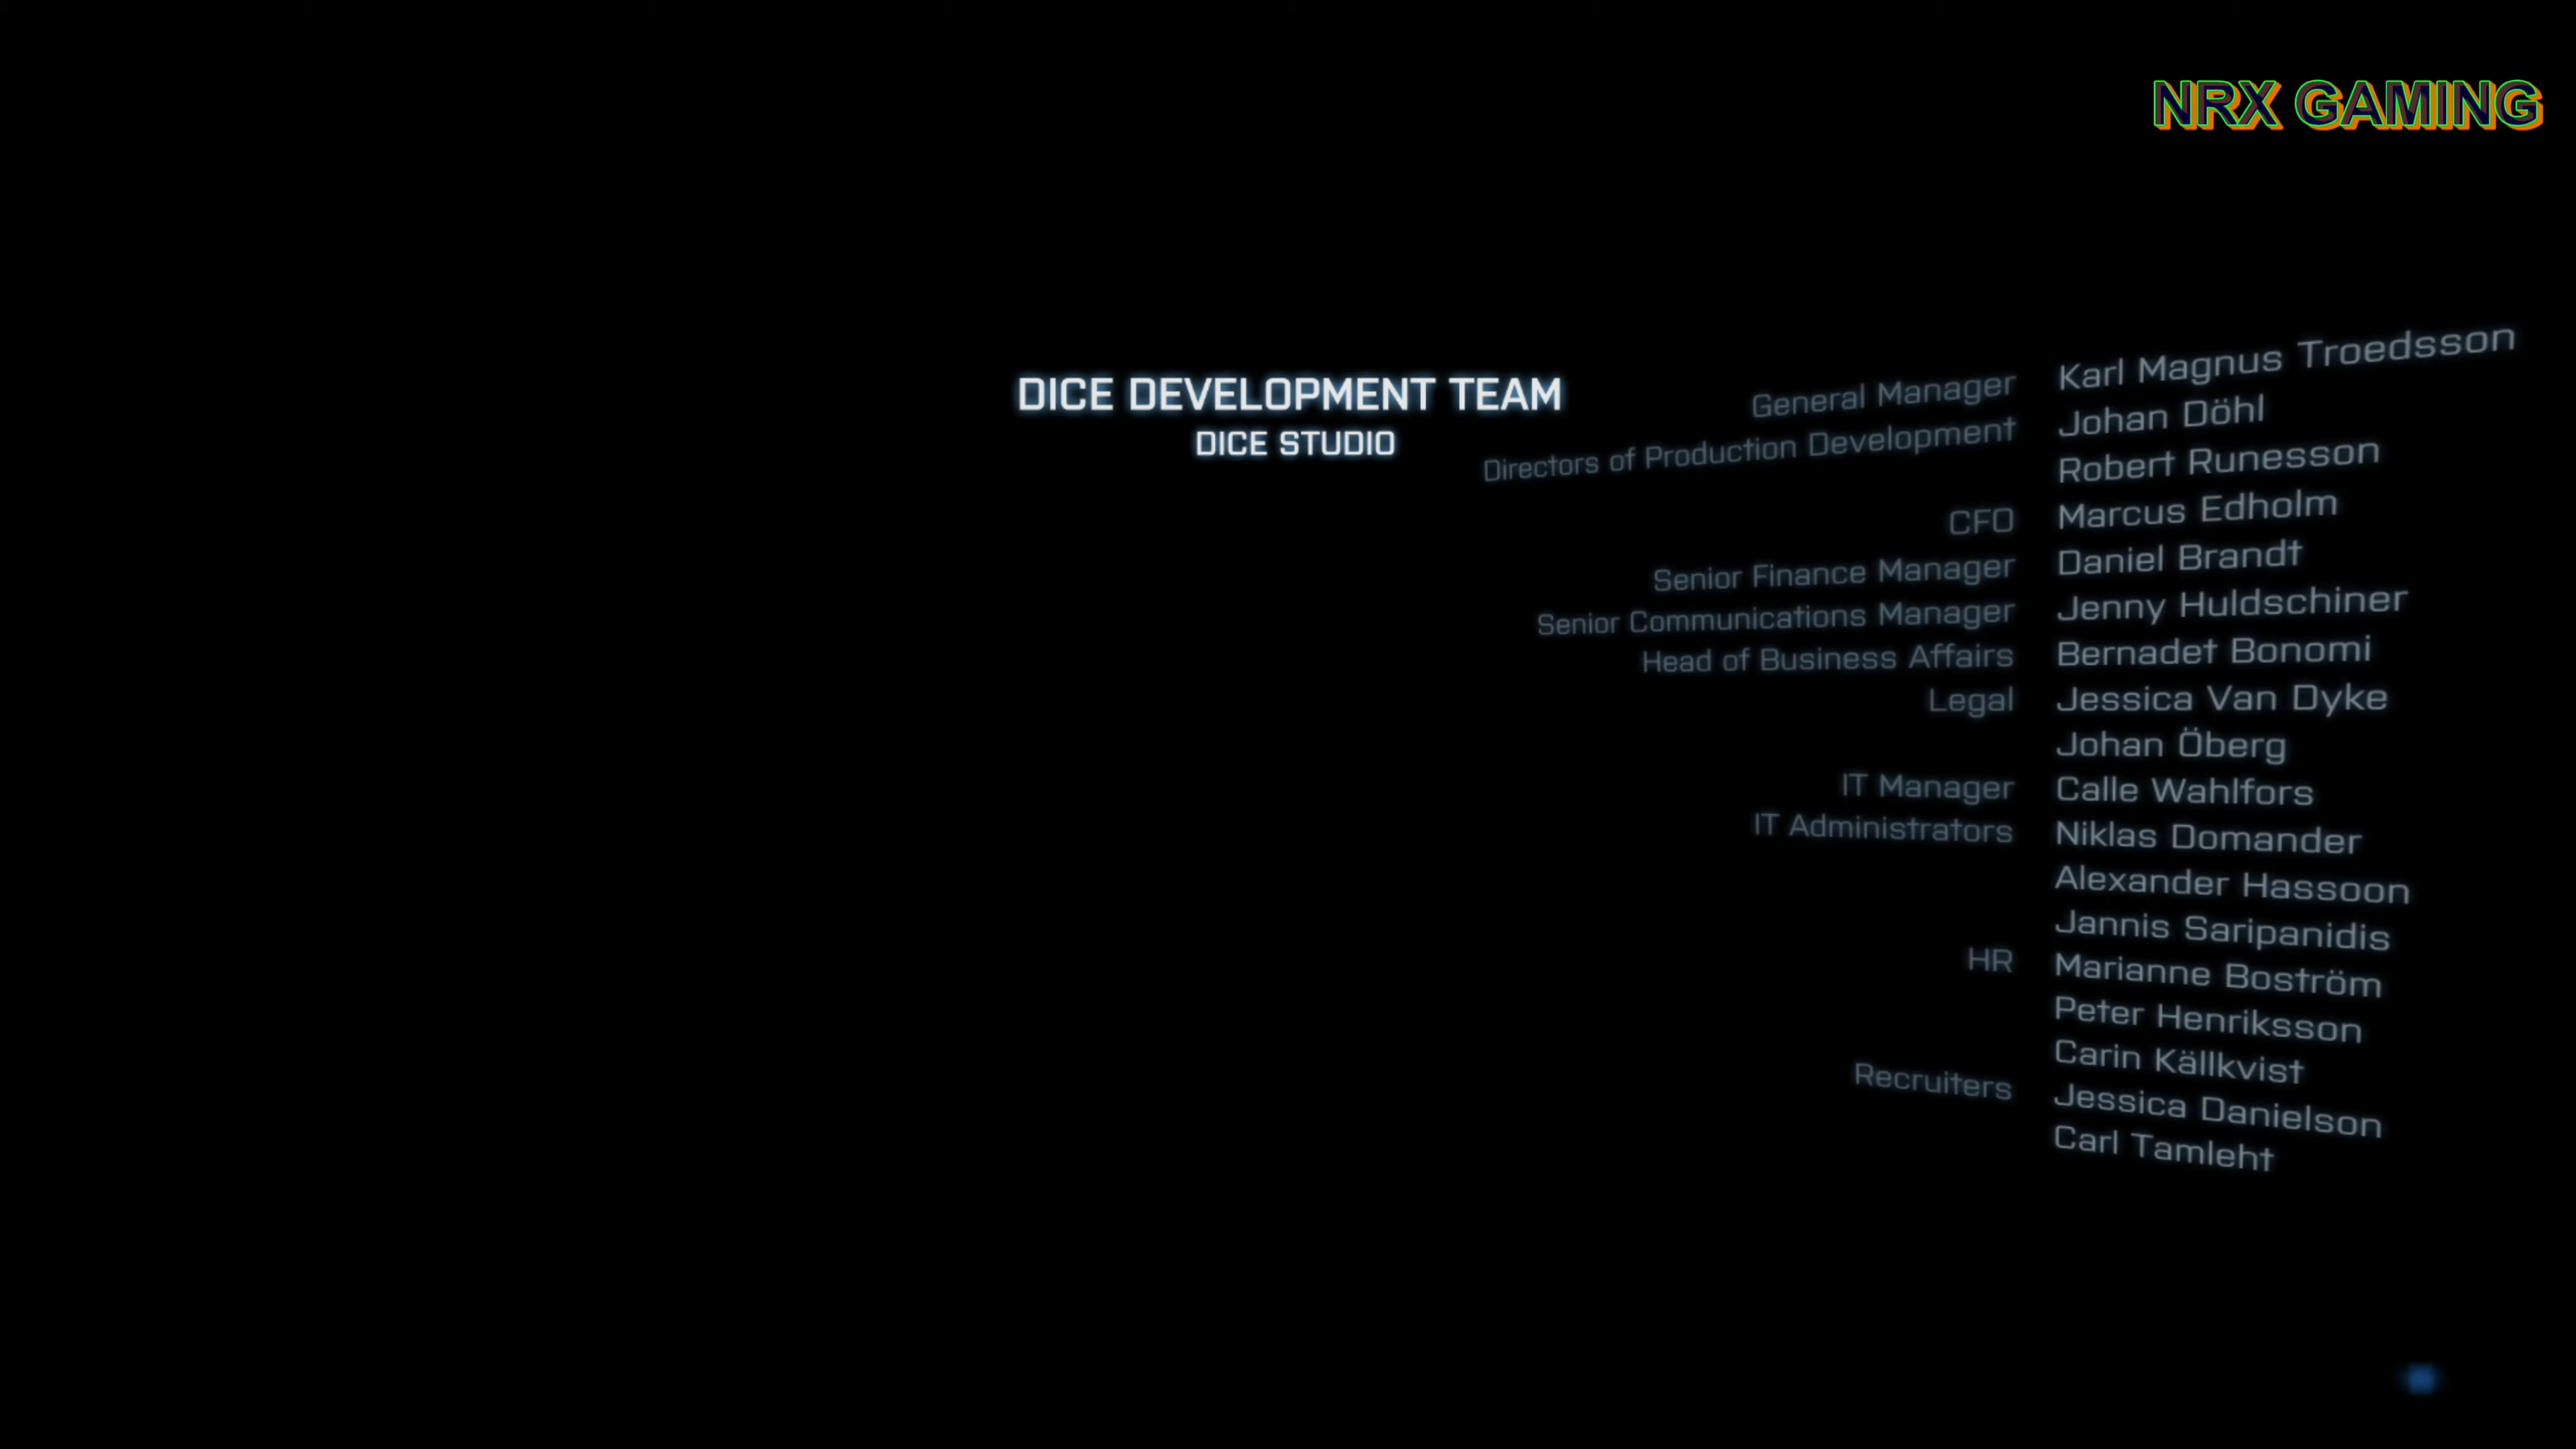 NRX GAMING
DICE DEVELOPMENT TEAM
DICE STUDIO
General Manager Karl Magnus Troedsson
Directors of Production Development Johan Döhl
Robert Runesson
CFO Marcus Edholm
Senior Finance Manager Daniel Brandt
Senior Communications Manager Jenny Huldschiner
Head of Business Affairs Bernadet Bonomi
Legal Jessica Van Dyke
Johan Öberg
IT Manager Calle Wahlfors
IT Administrators Niklas Domander
Alexander Hassoon
Jannis Saripanidis
HR Marianne Boström
Peter Henriksson
Carin Källkvist
Recruiters Jessica Danielson
Carl Tamleht